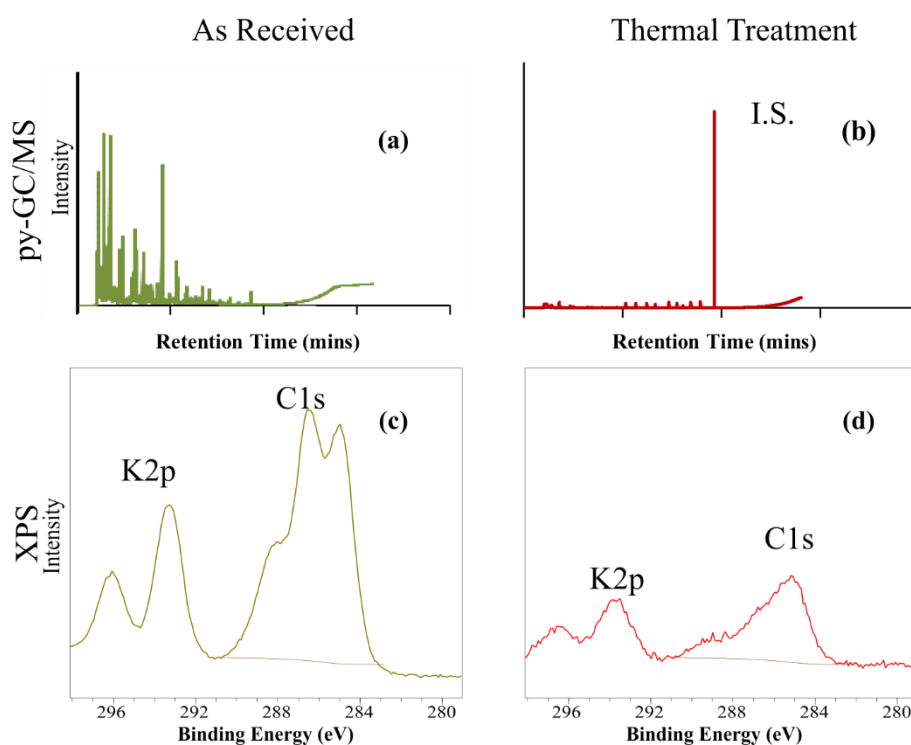 As Received
Thermal Treatment
py-GC/MS
Intensity
(a)
I.S.
(b)
Retention Time (mins)
Retention Time (mins)
XPS
Intensity
K2p
C1s
(c)
K2p
C1s
(d)
296 292 288 284 280
296 292 288 284 280
Binding Energy (eV)
Binding Energy (eV)